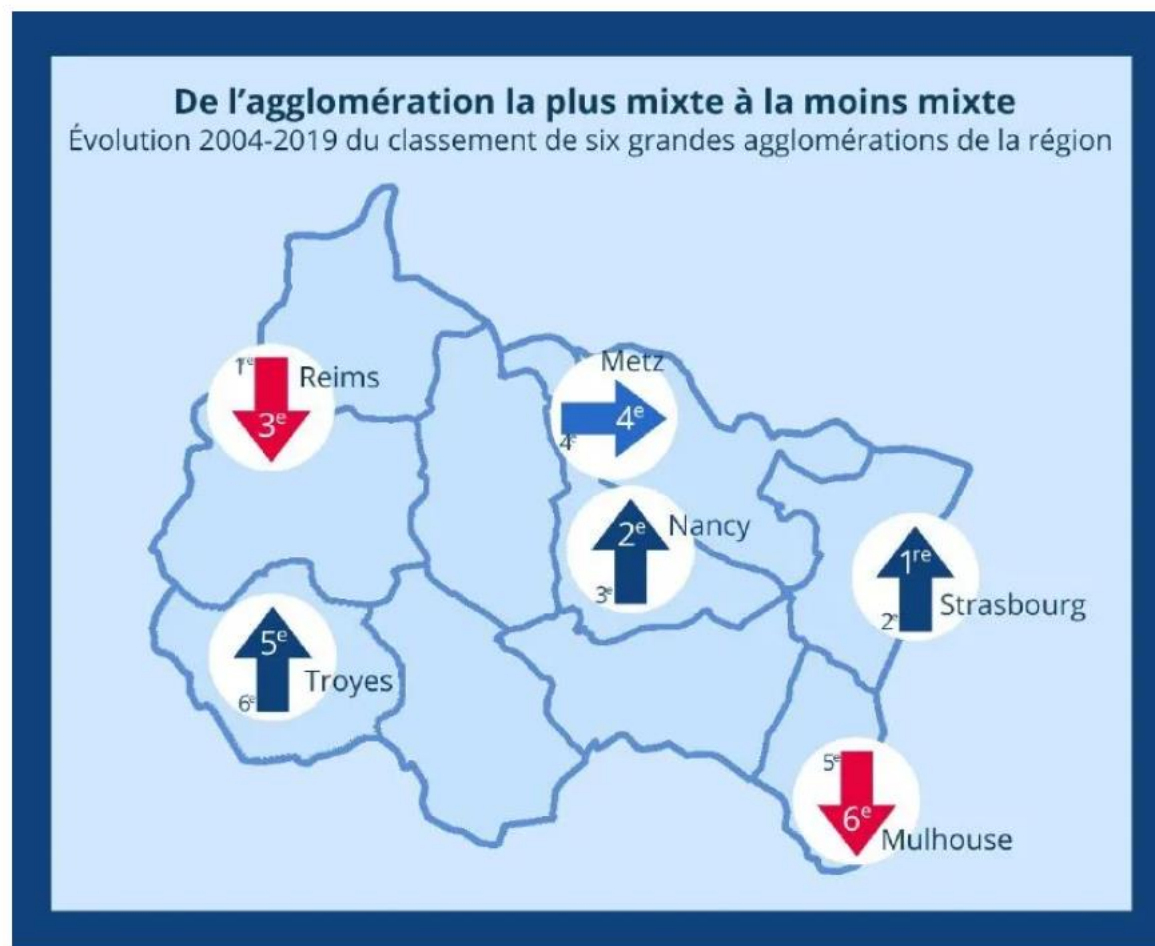 De l'agglomération la plus mixte à la moins mixte
Évolution 2004-2019 du classement de six grandes agglomérations de la région
1re
Reims
3e
Metz
4e
4e
2e
Nancy
3e
1re
Strasbourg
2e
5e
Troyes
6e
5e
6e
Mulhouse